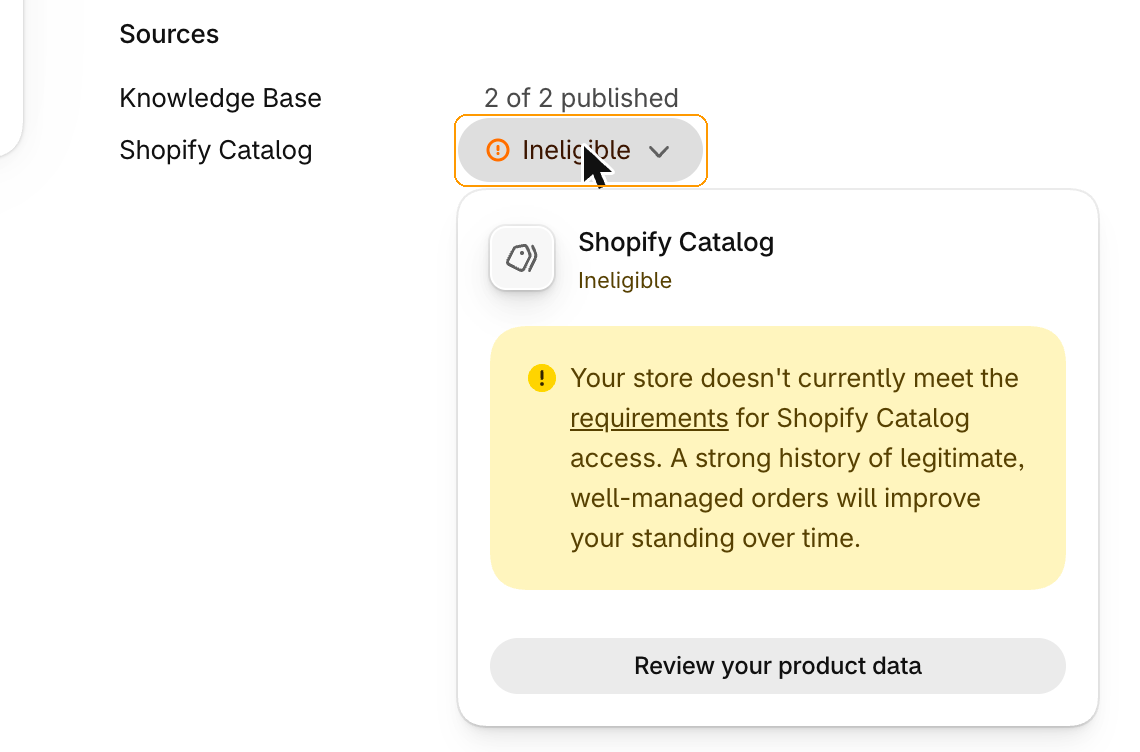 Sources
Knowledge Base 2 of 2 published
Shopify Catalog Ineligible
Shopify Catalog
Ineligible
Your store doesn't currently meet the
requirements for Shopify Catalog
access. A strong history of legitimate,
well-managed orders will improve
your standing over time.
Review your product data